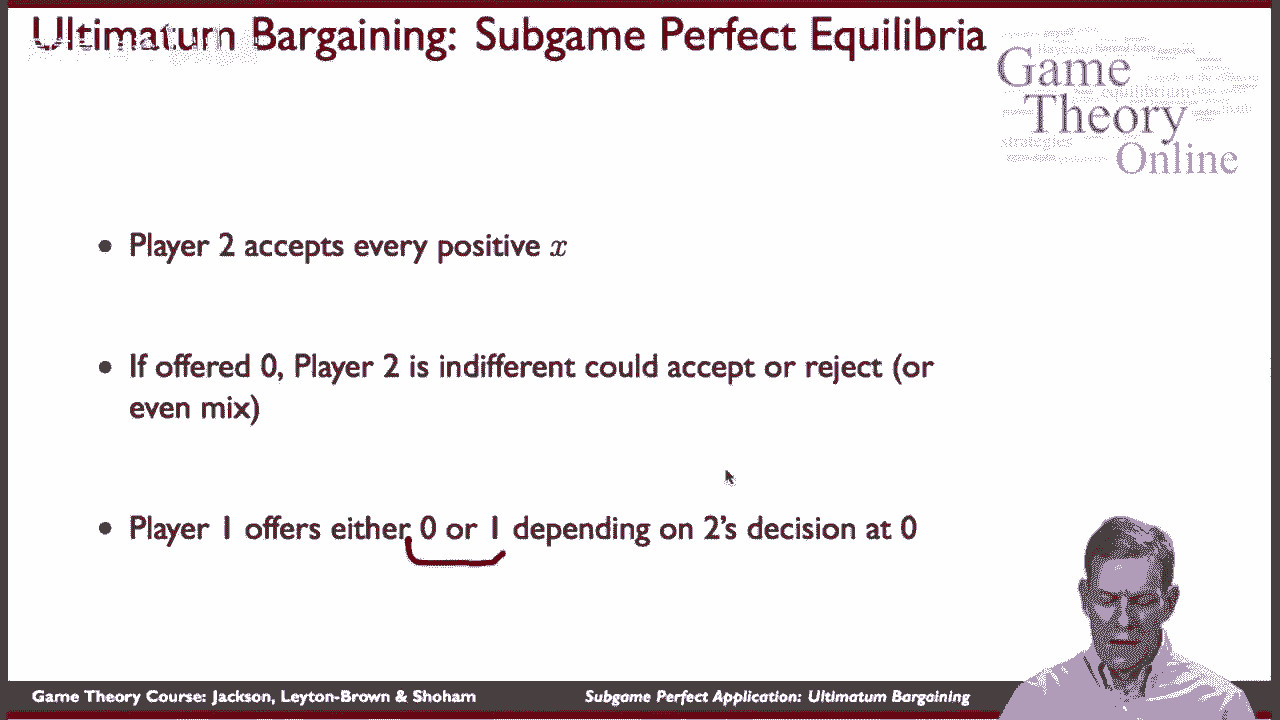 Ultimatum Bargaining: Subgame Perfect Equilibria
Game
Theory
Online
equilibrium
strategies
• Player 2 accepts every positive x
• If offered 0, Player 2 is indifferent could accept or reject (or
even mix)
• Player 1 offers either 0 or 1 depending on 2's decision at 0
Game Theory Course: Jackson, Leyton-Brown & Shoham
Subgame Perfect Application: Ultimatum Bargaining